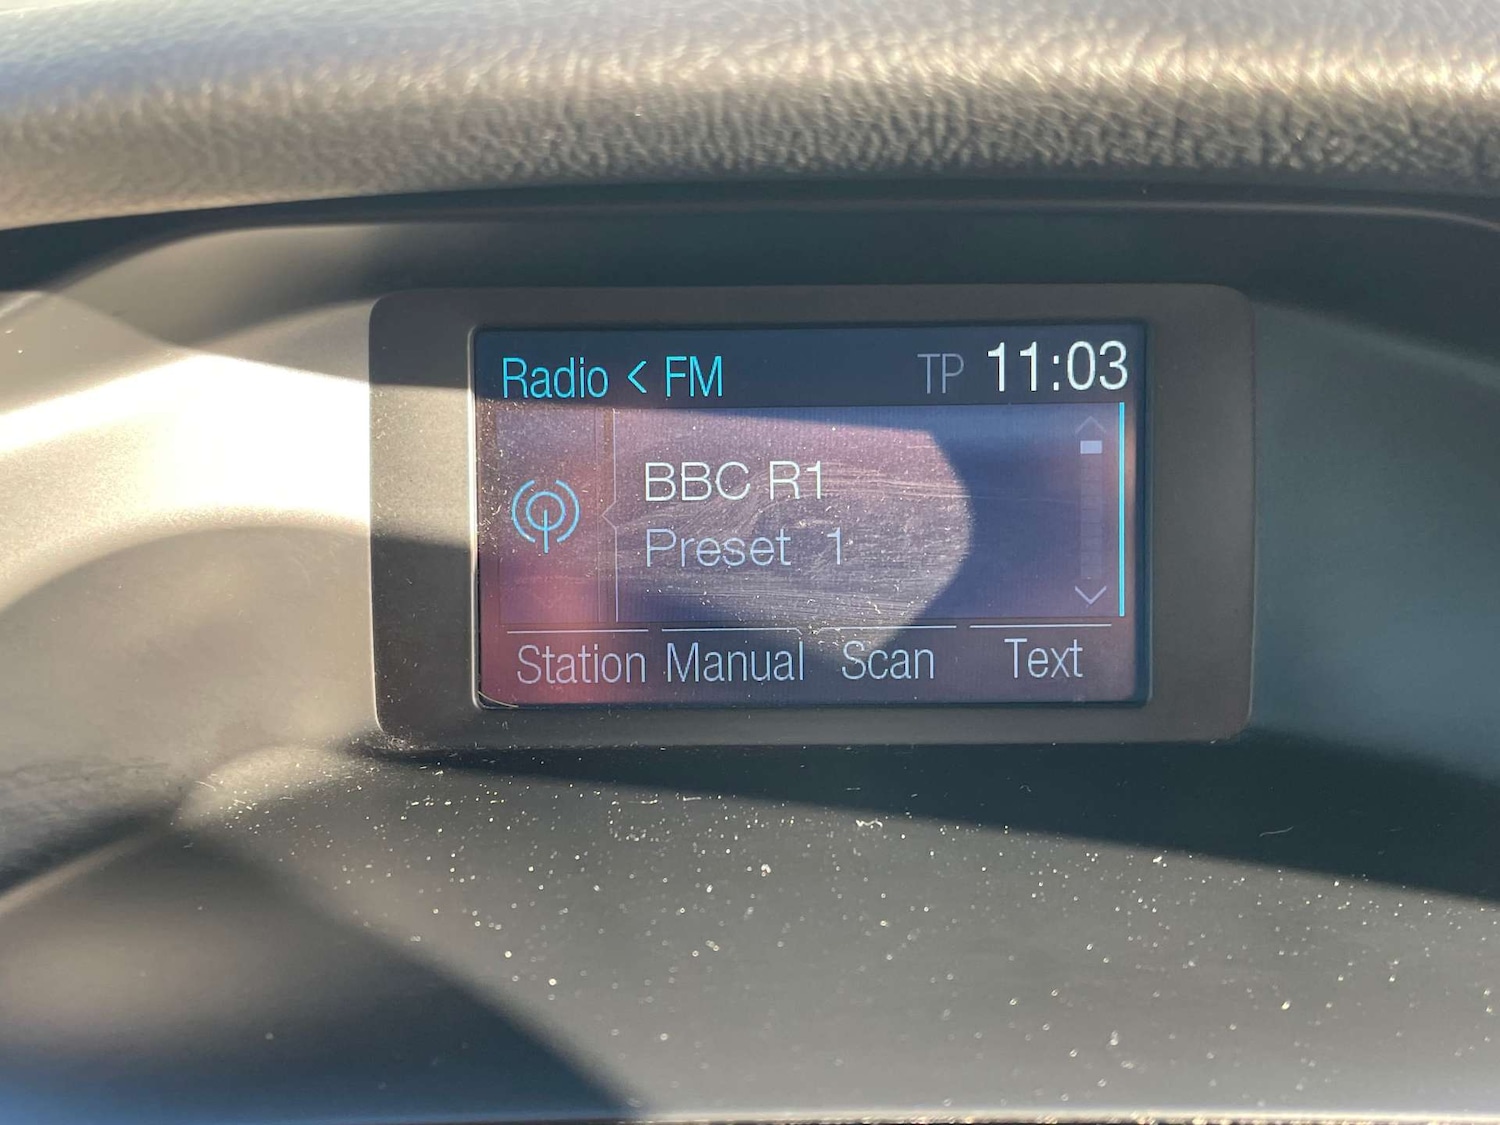 Radio < FM TP 11:03
BBC R1
Preset 1
Station Manual Scan Text